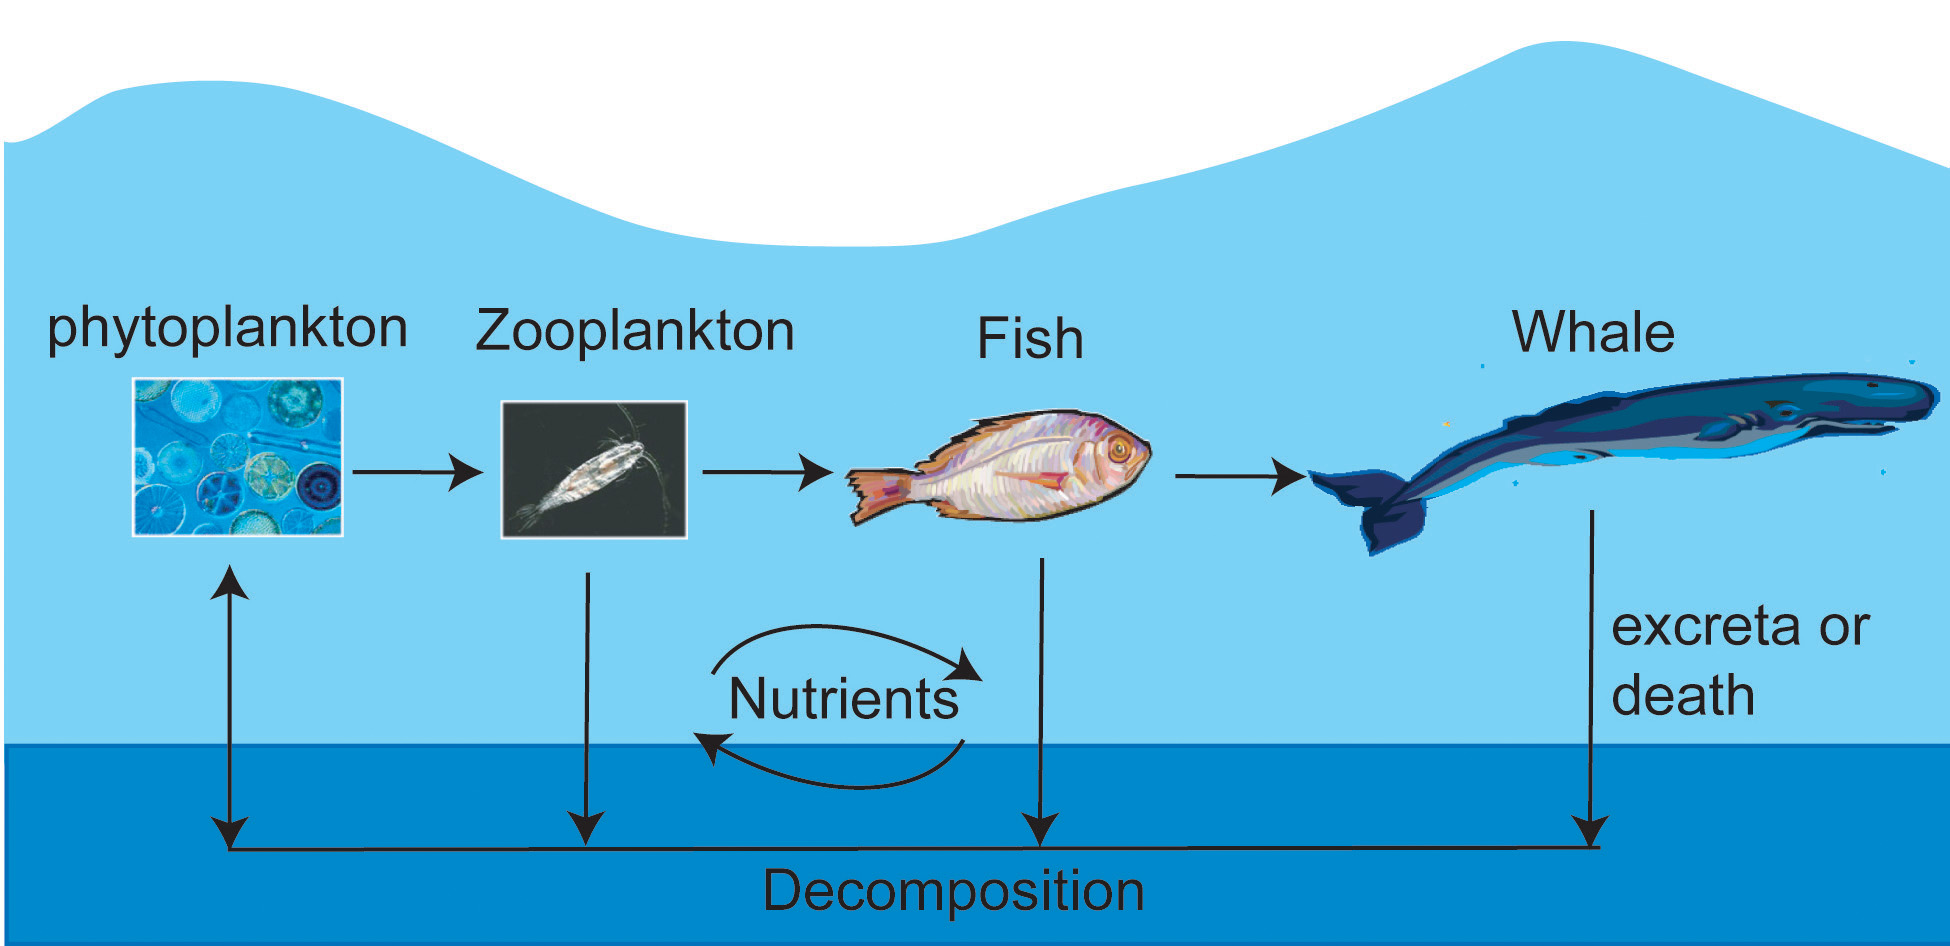 phytoplankton
Zooplankton
Fish
Whale
excreta or
death
Nutrients
Decomposition